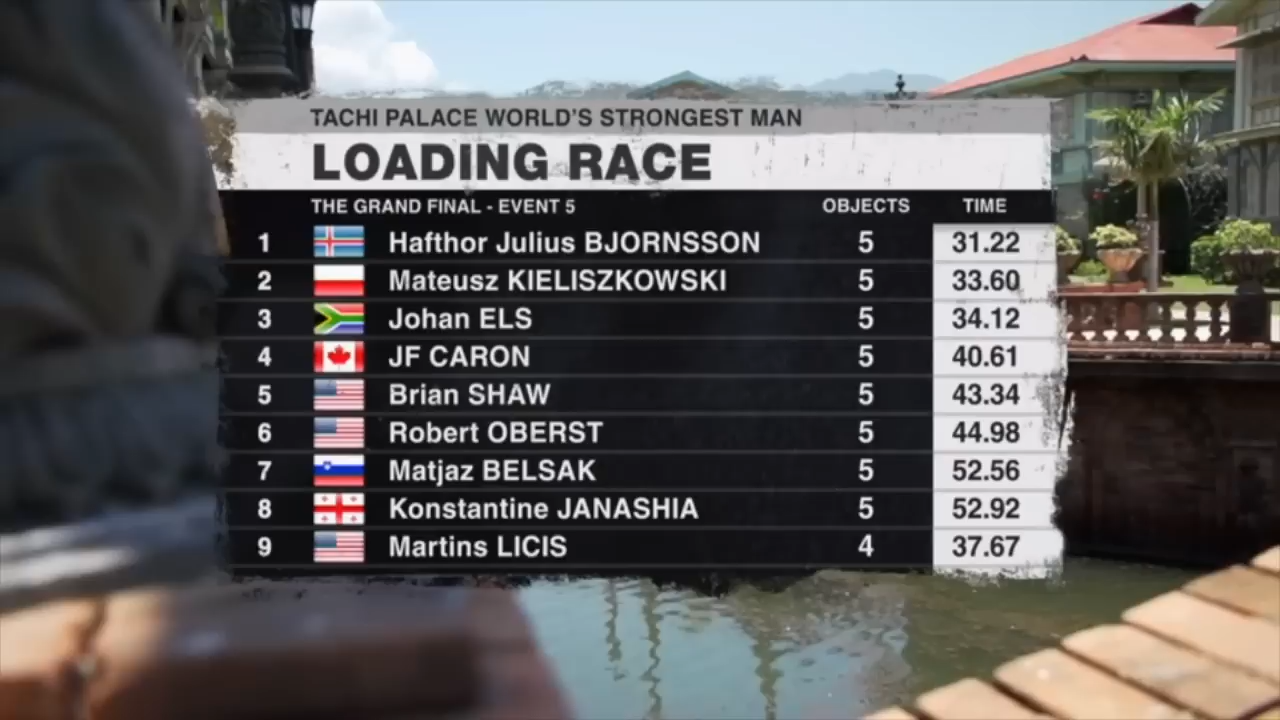 TACHI PALACE WORLD'S STRONGEST MAN
LOADING RACE
THE GRAND FINAL - EVENT 5 OBJECTS TIME
1 Hafthor Julius BJORNSSON 5 31.22
2 Mateusz KIELISZKOWSKI 5 33.60
3 Johan ELS 5 34.12
4 JF CARON 5 40.61
5 Brian SHAW 5 43.34
6 Robert OBERST 5 44.98
7 Matjaz BELSAK 5 52.56
8 Konstantine JANASHIA 5 52.92
9 Martins LICIS 4 37.67